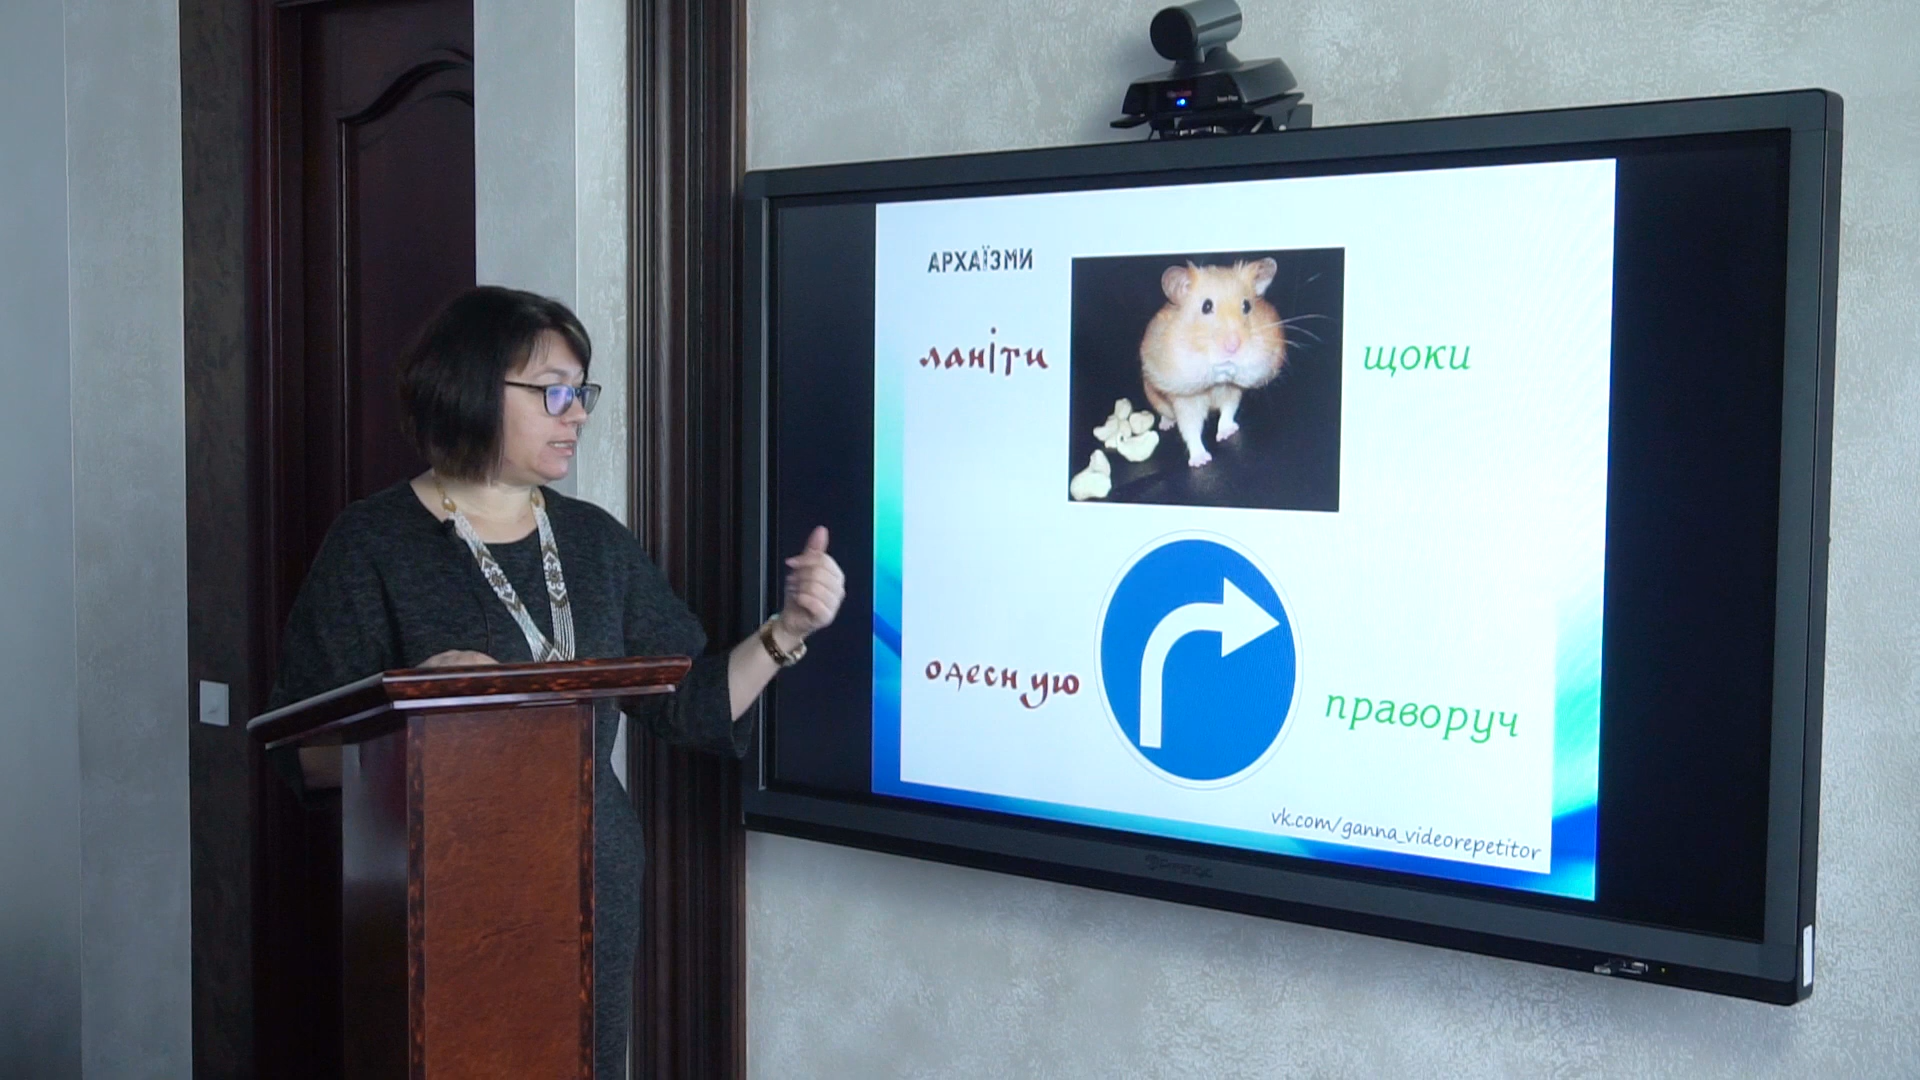 АРХАЇЗМИ
ланіти
щоки
одесную
праворуч
vk.com/ganna_videorepetitor